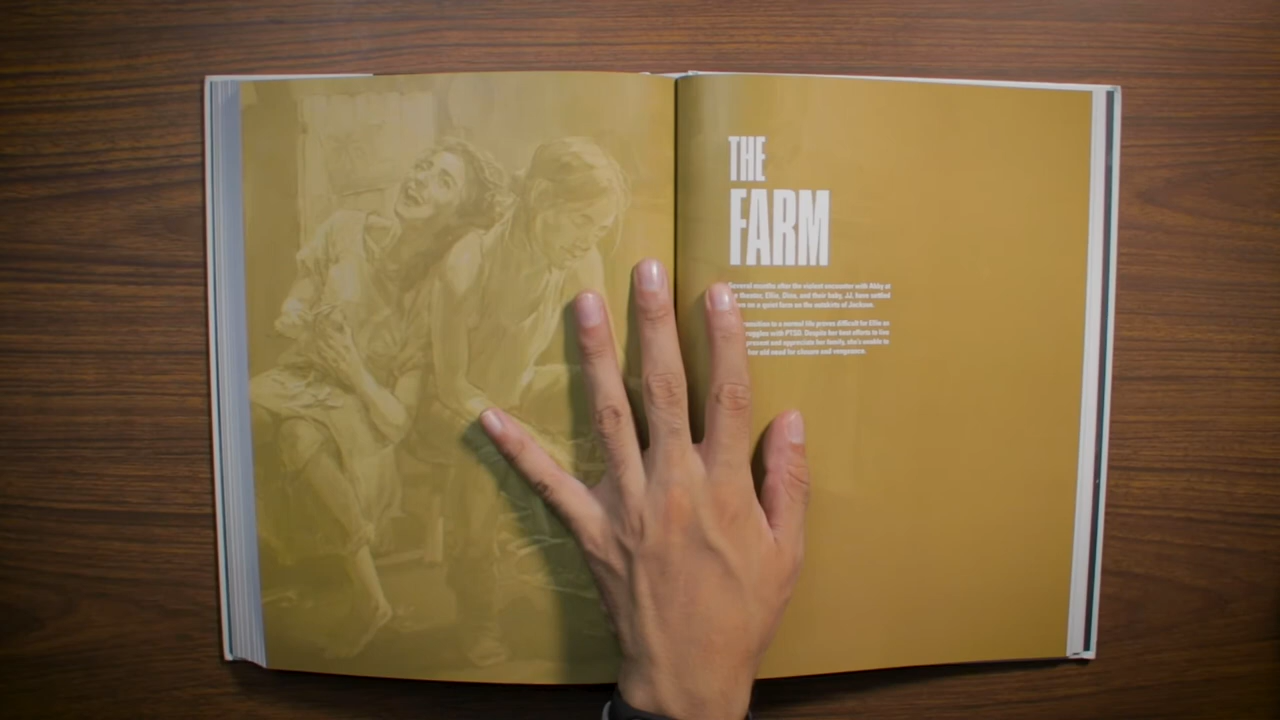 THE
FARM
Several months after the violent encounter with Abby at
theater, Ellie, Dina, and their baby, JJ, have settled
on a quiet farm on the outskirts of Jackson.
to a normal life proves difficult for Ellie as
with PTSD. Despite her best efforts to live
present and appreciate her family, she's unable to
her old need for closure and vengeance.